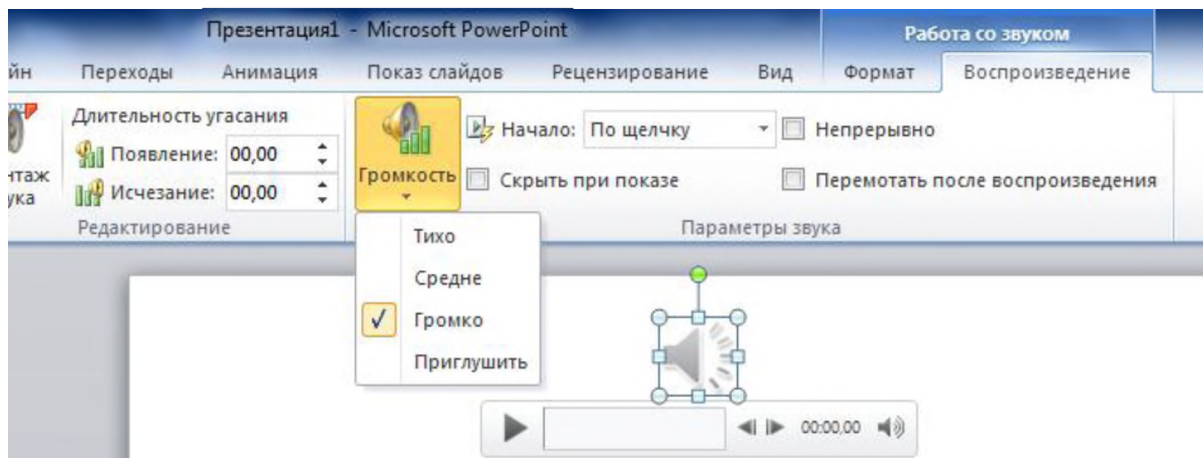 Презентация1 - Microsoft PowerPoint
Работа со звуком
йн Переходы Анимация Показ слайдов Рецензирование Вид Формат Воспроизведение
Длительность угасания
Появление: 00,00
Исчезание: 00,00
нтаж
ука
Редактирование
Громкость
Начало: По щелчку
Непрерывно
Скрыть при показе
Перемотать после воспроизведения
Параметры звука
Тихо
Средне
Громко
Приглушить
00:00,00